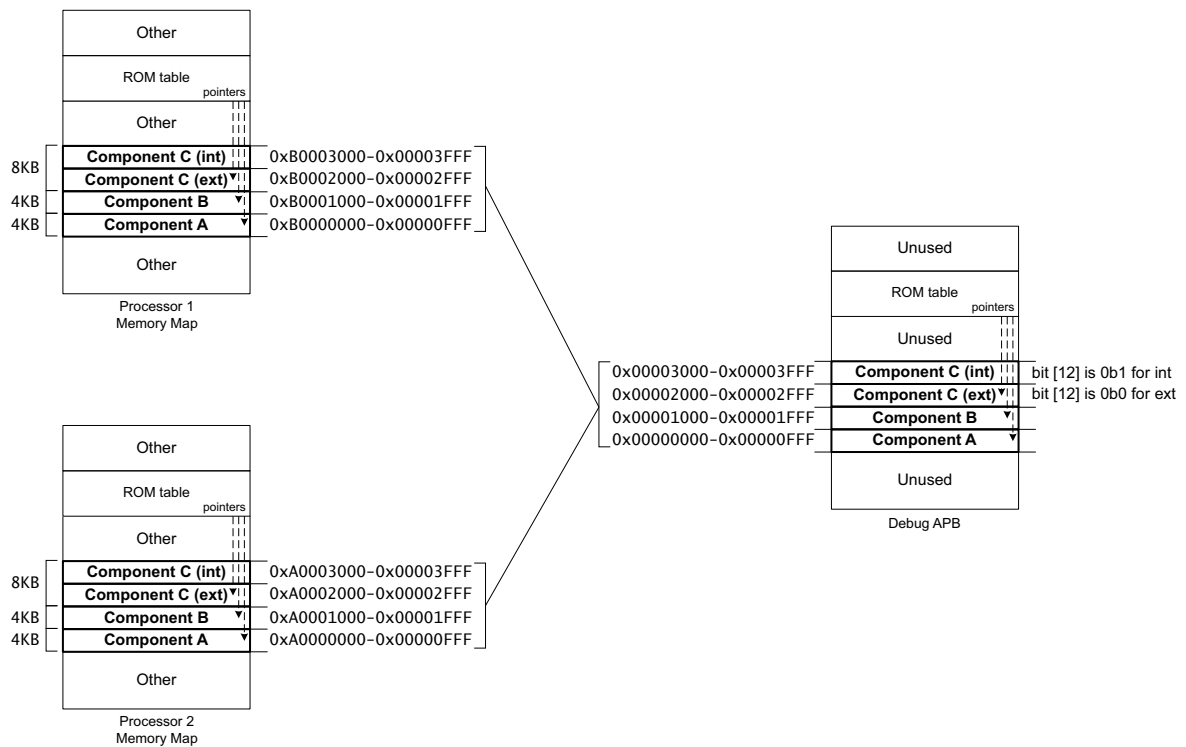 Other
ROM table
pointers
Other
8KB
Component C (int) 0xB0003000-0x00003FFF
Component C (ext) 0xB0002000-0x00002FFF
4KB Component B 0xB0001000-0x00001FFF
4KB Component A 0xB0000000-0x00000FFF
Other
Processor 1
Memory Map
Unused
ROM table
pointers
Unused
0x00003000-0x00003FFF Component C (int) bit [12] is 0b1 for int
0x00002000-0x00002FFF Component C (ext) bit [12] is 0b0 for ext
0x00001000-0x00001FFF Component B
0x00000000-0x00000FFF Component A
Unused
Debug APB
Other
ROM table
pointers
Other
8KB
Component C (int) 0xA0003000-0x00003FFF
Component C (ext) 0xA0002000-0x00002FFF
4KB Component B 0xA0001000-0x00001FFF
4KB Component A 0xA0000000-0x00000FFF
Other
Processor 2
Memory Map